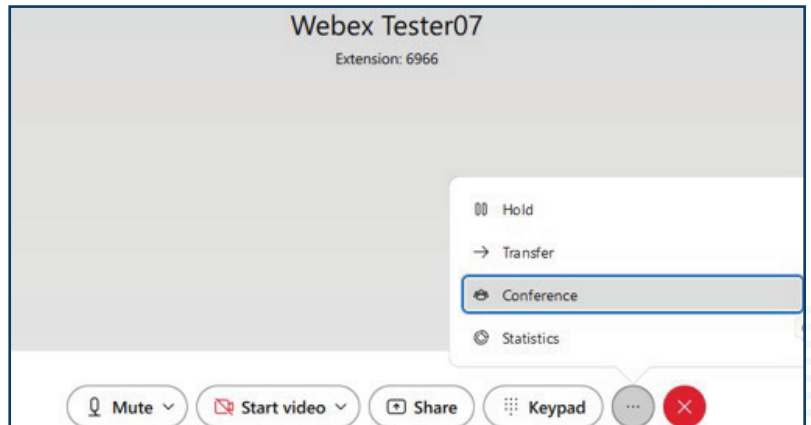 Webex Tester07
Extension: 6966
Hold
Transfer
Conference
Statistics
Mute Start video Share Keypad